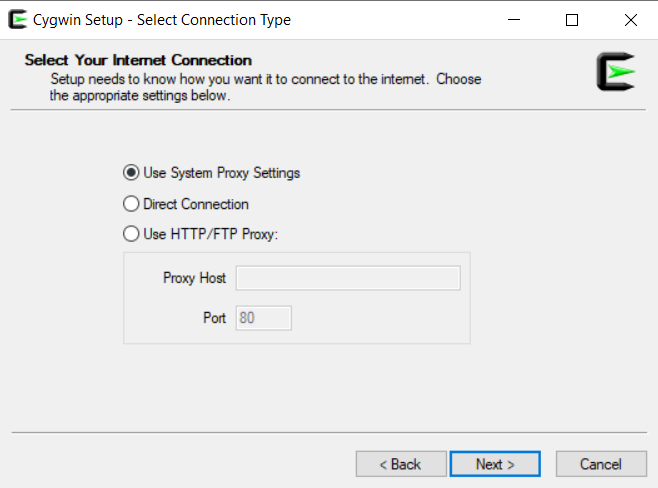 Cygwin Setup - Select Connection Type
Select Your Internet Connection
Setup needs to know how you want it to connect to the internet. Choose
the appropriate settings below.
Use System Proxy Settings
Direct Connection
Use HTTP/FTP Proxy:
Proxy Host
Port 80
< Back Next > Cancel